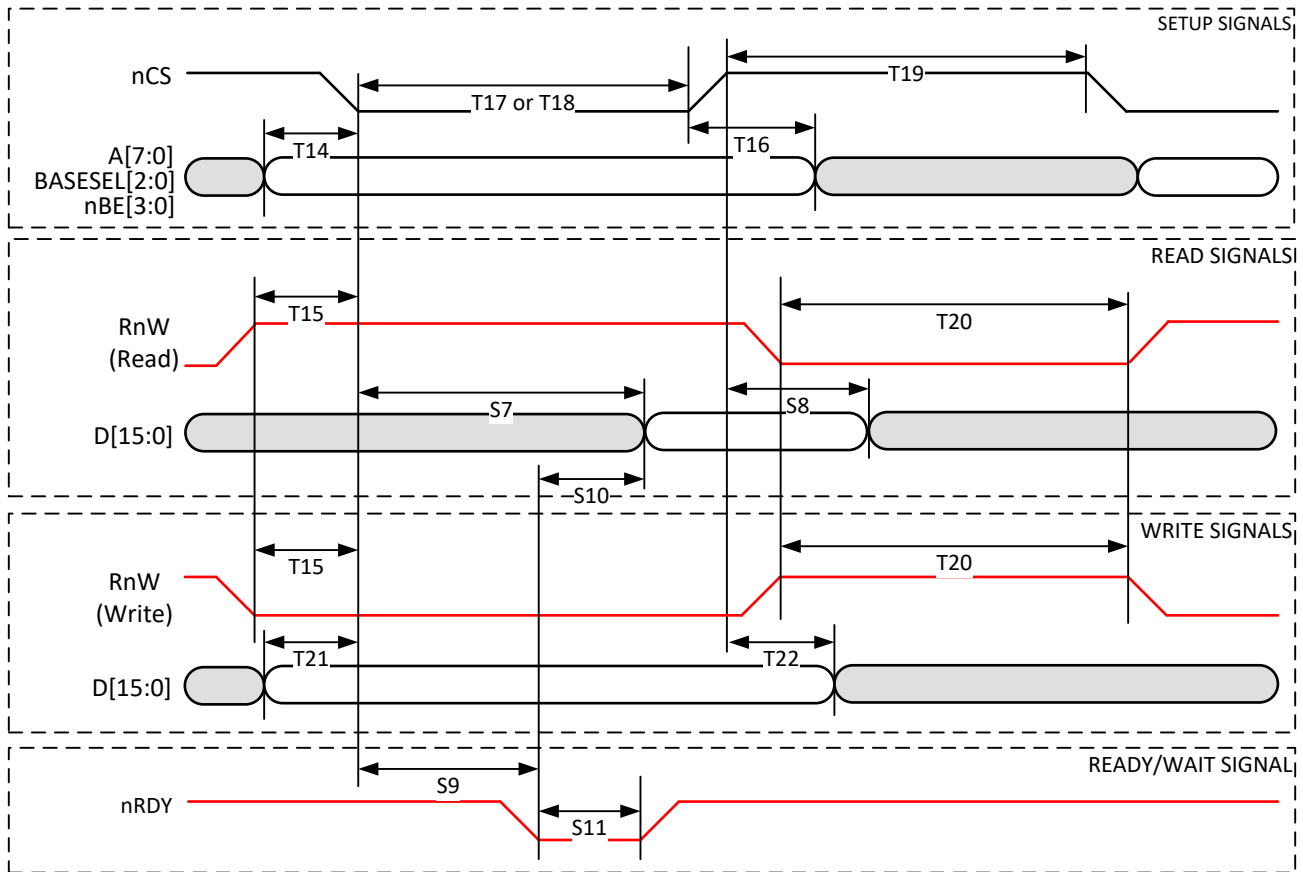 SETUP SIGNALS
nCS
T19
T17 or T18
T14
T16
A[7:0]
BASESEL[2:0]
nBE[3:0]
READ SIGNALS
T15
T20
RnW
(Read)
S7
S8
D[15:0]
S10
WRITE SIGNALS
T15
T20
RnW
(Write)
T21
T22
D[15:0]
READY/WAIT SIGNAL
S9
nRDY
S11